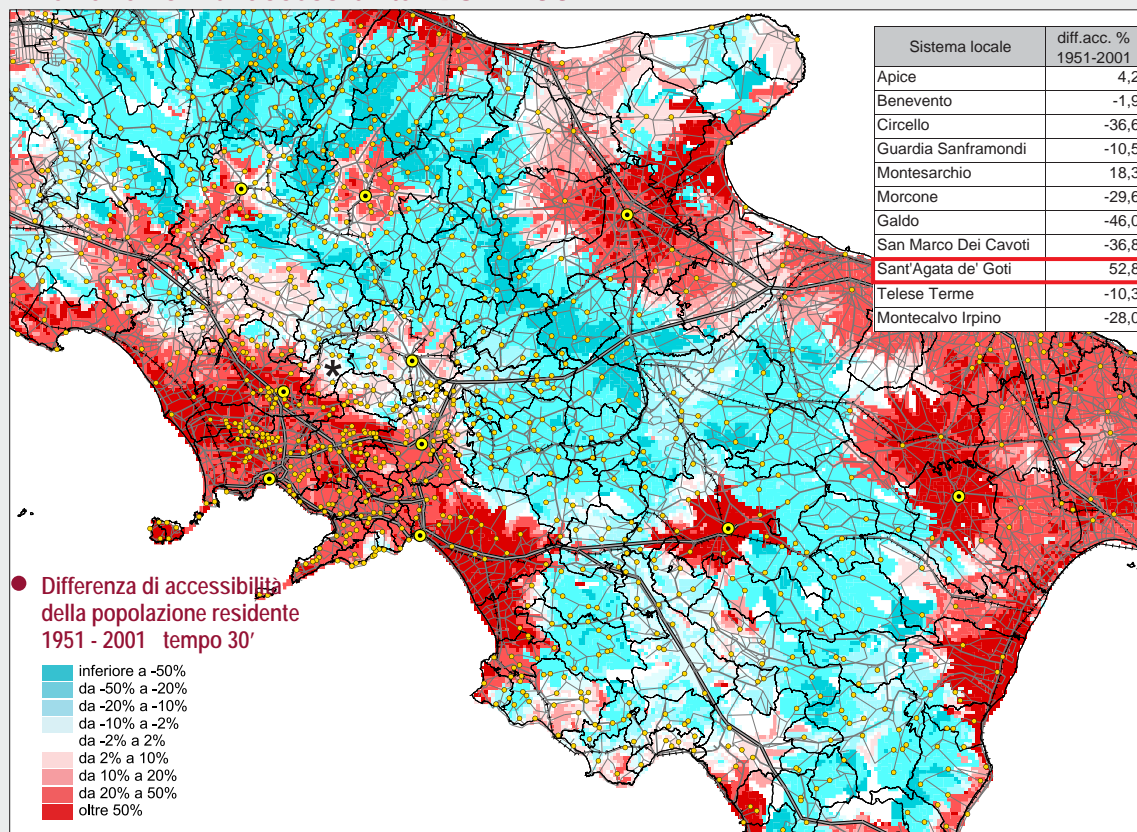 Sistema locale
diff.acc. %
1951-2001
Apice 4,2
Benevento -1,9
Circello -36,6
Guardia Sanframondi -10,5
Montesarchio 18,3
Morcone -29,6
Galdo -46,0
San Marco Dei Cavoti -36,8
Sant'Agata de' Goti 52,8
Telese Terme -10,3
Montecalvo Irpino -28,0
*
Differenza di accessibilità
della popolazione residente
1951 - 2001 tempo 30'
inferiore a -50%
da -50% a -20%
da -20% a -10%
da -10% a -2%
da -2% a 2%
da 2% a 10%
da 10% a 20%
da 20% a 50%
oltre 50%